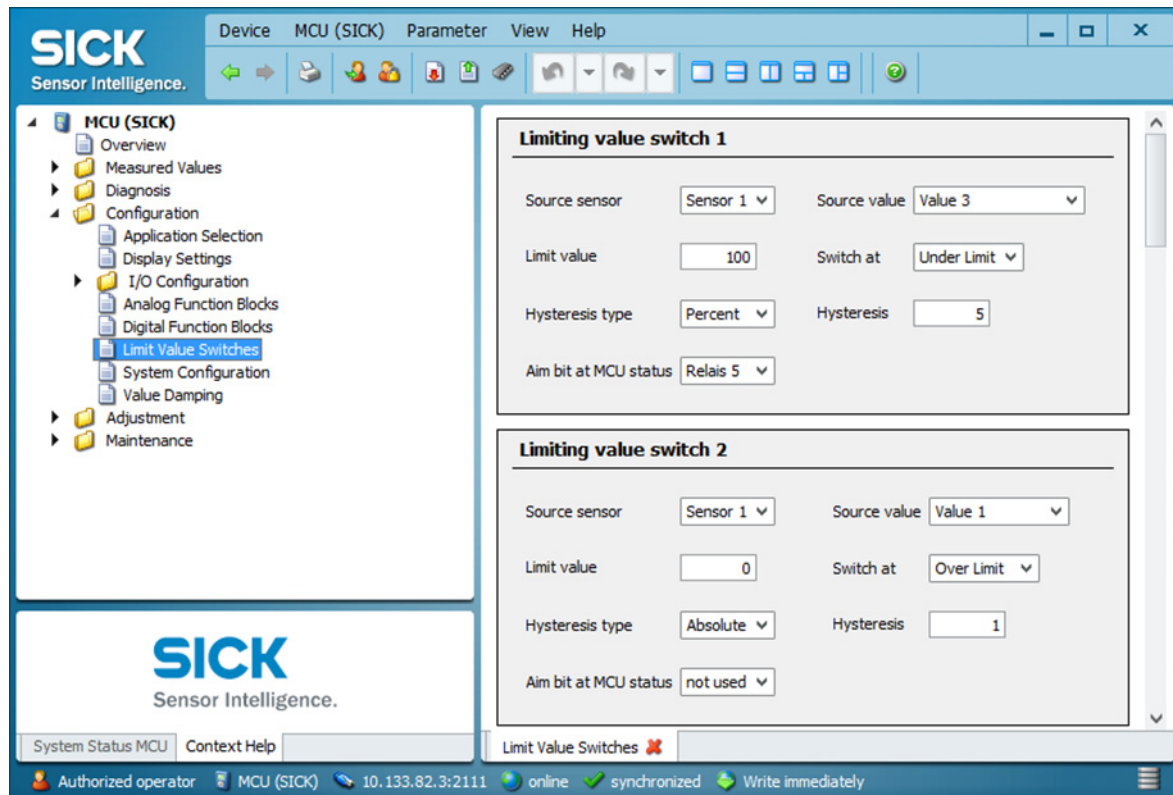 SICK
Sensor Intelligence.
Device MCU (SICK) Parameter View Help
MCU (SICK)
Overview
Measured Values
Diagnosis
Configuration
Application Selection
Display Settings
I/O Configuration
Analog Function Blocks
Digital Function Blocks
Limit Value Switches
System Configuration
Value Damping
Adjustment
Maintenance
SICK
Sensor Intelligence.
System Status MCU Context Help
Limiting value switch 1
Source sensor Sensor 1 Source value Value 3
Limit value 100 Switch at Under Limit
Hysteresis type Percent Hysteresis 5
Aim bit at MCU status Relais 5
Limiting value switch 2
Source sensor Sensor 1 Source value Value 1
Limit value 0 Switch at Over Limit
Hysteresis type Absolute Hysteresis 1
Aim bit at MCU status not used
Limit Value Switches
Authorized operator MCU (SICK) 10.133.82.3:2111 online synchronized Write immediately